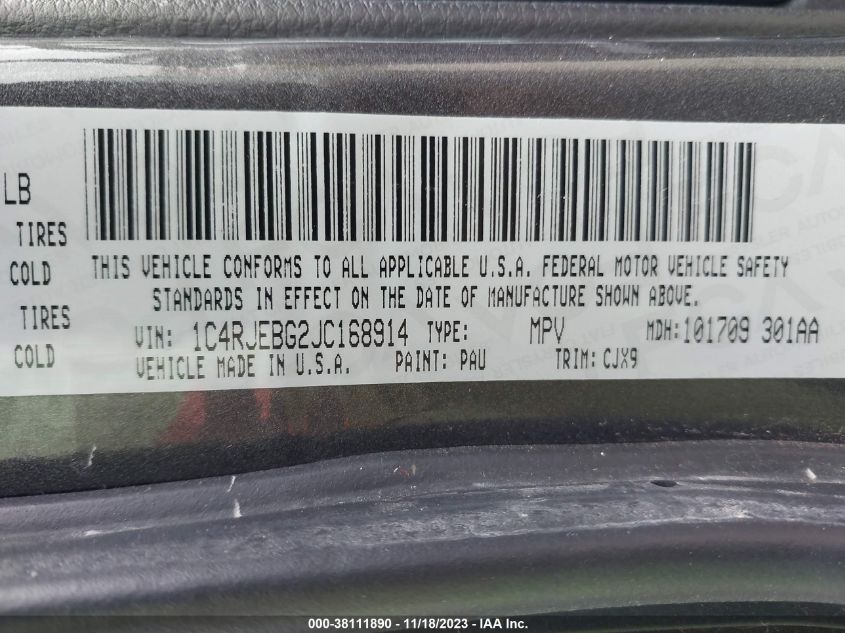 LB
TIRES
COLD
TIRES
COLD
THIS VEHICLE CONFORMS TO ALL APPLICABLE U.S.A. FEDERAL MOTOR VEHICLE SAFETY
STANDARDS IN EFFECT ON THE DATE OF MANUFACTURE SHOWN ABOVE.
VIN: 1C4RJEBG2JC168914 TYPE: MPV MDH:101709 301AA
VEHICLE MADE IN U.S.A. PAINT: PAU TRIM: CJX9
000-38111890 - 11/18/2023 - IAA Inc.